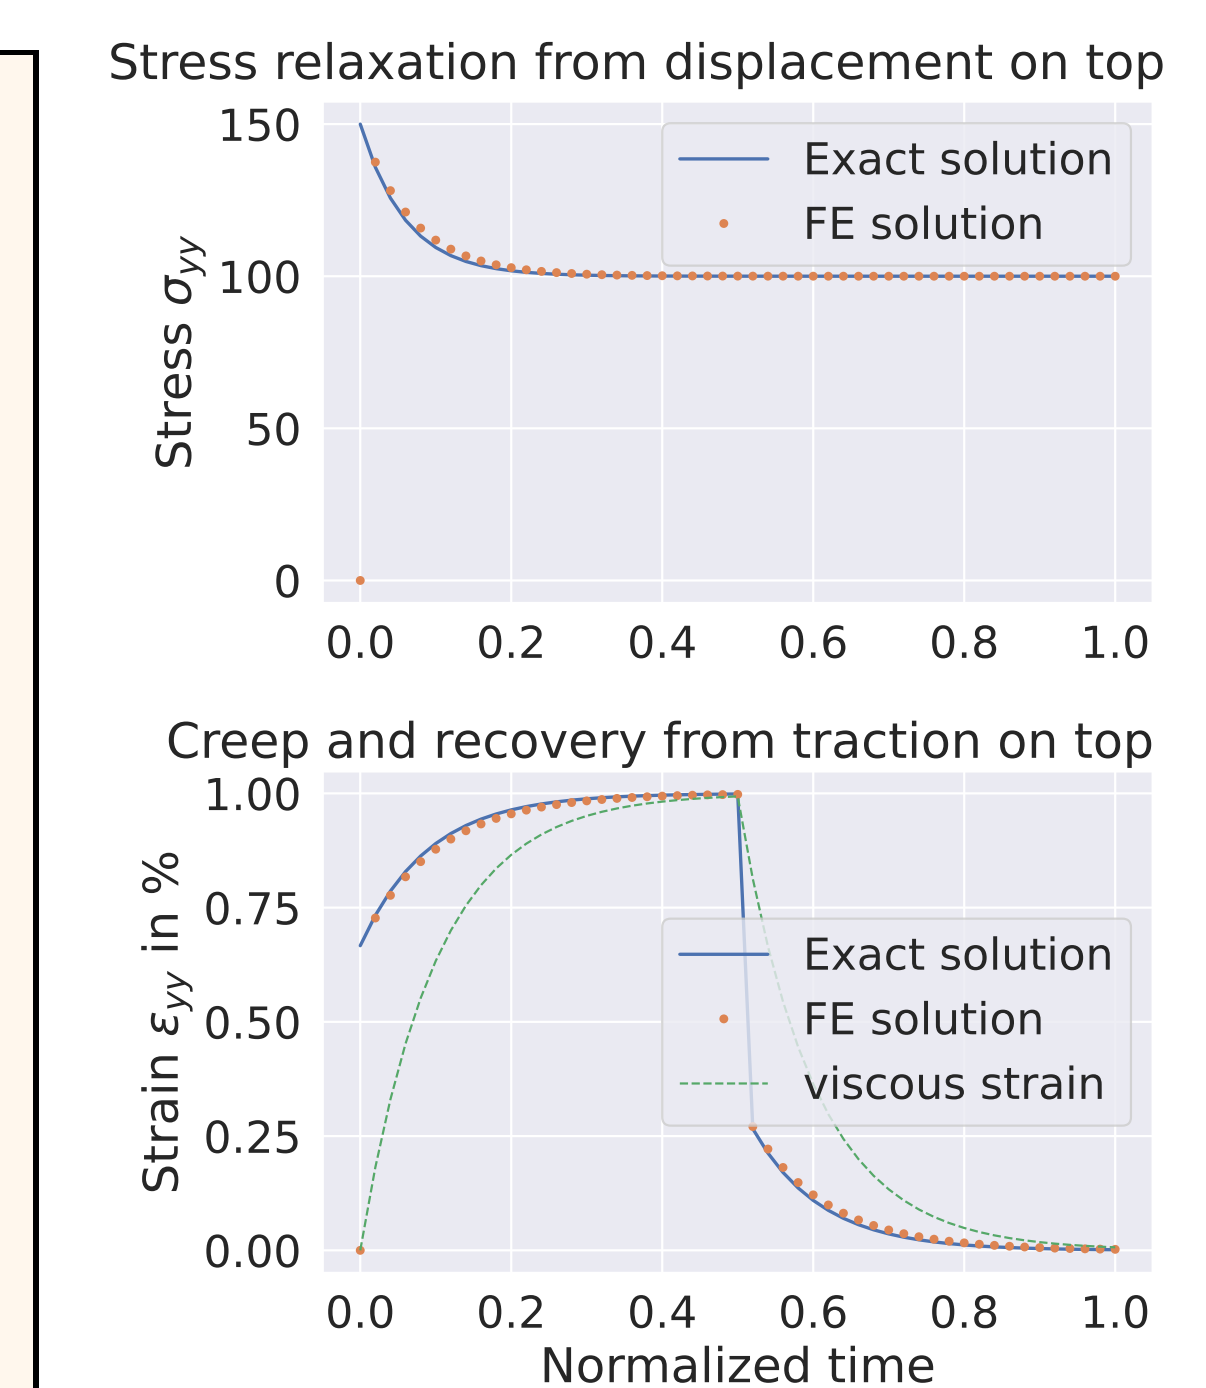 Stress relaxation from displacement on top
150
100
50
0
Stress σyy
Exact solution
FE solution
0.0 0.2 0.4 0.6 0.8 1.0
Creep and recovery from traction on top
1.00
0.75
0.50
0.25
0.00
Strain εyy in %
Exact solution
FE solution
viscous strain
0.0 0.2 0.4 0.6 0.8 1.0
Normalized time